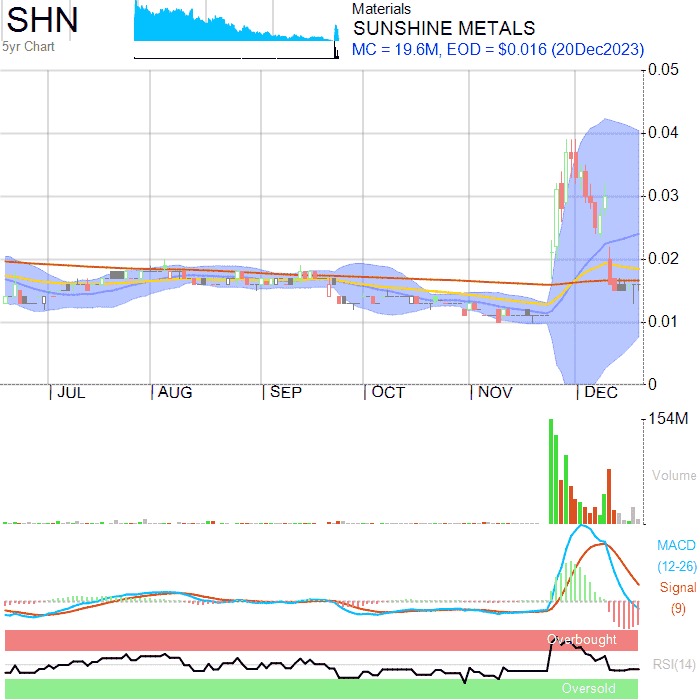 SHN
5yr Chart
Materials
SUNSHINE METALS
MC = 19.6M, EOD = $0.016 (20Dec2023)
0.05
0.04
0.03
0.02
0.01
0
JUL AUG SEP OCT NOV DEC
154M
Volume
MACD
(12-26)
Signal
(9)
Overbought
RSI(14)
Oversold